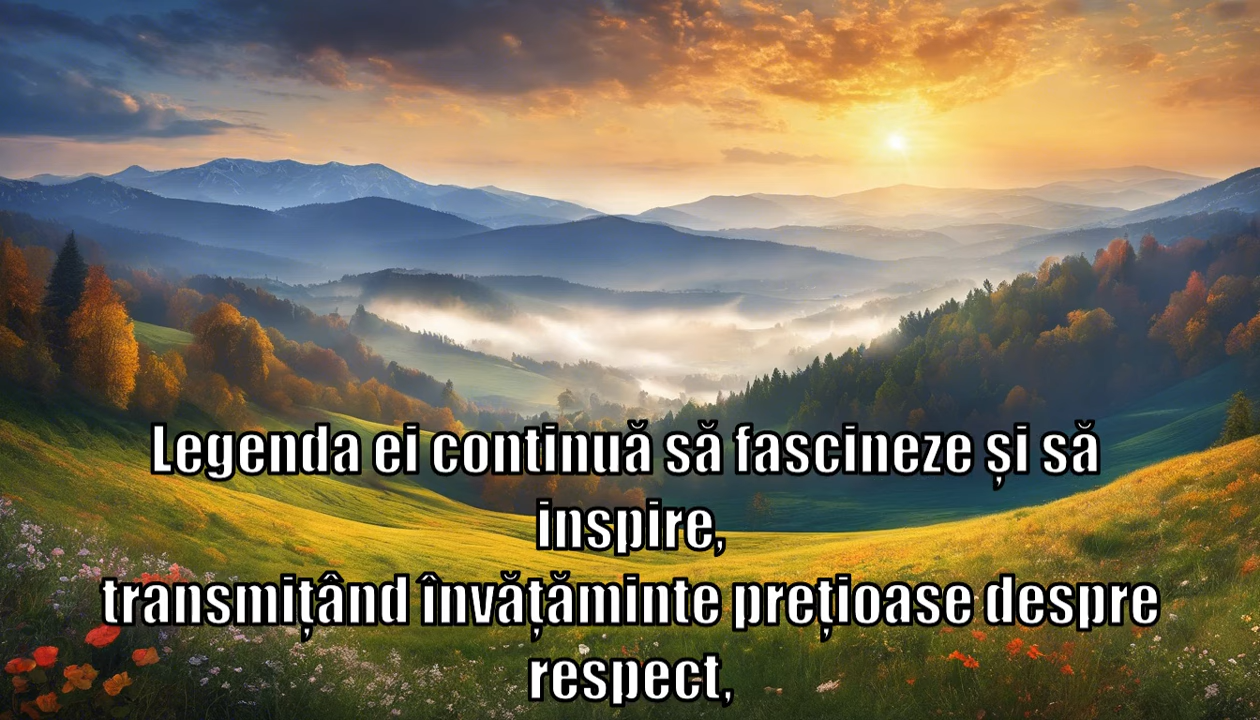 Legenda ei continuă să fascineze și să
inspire,
transmițând învățăminte prețioase despre
respect,